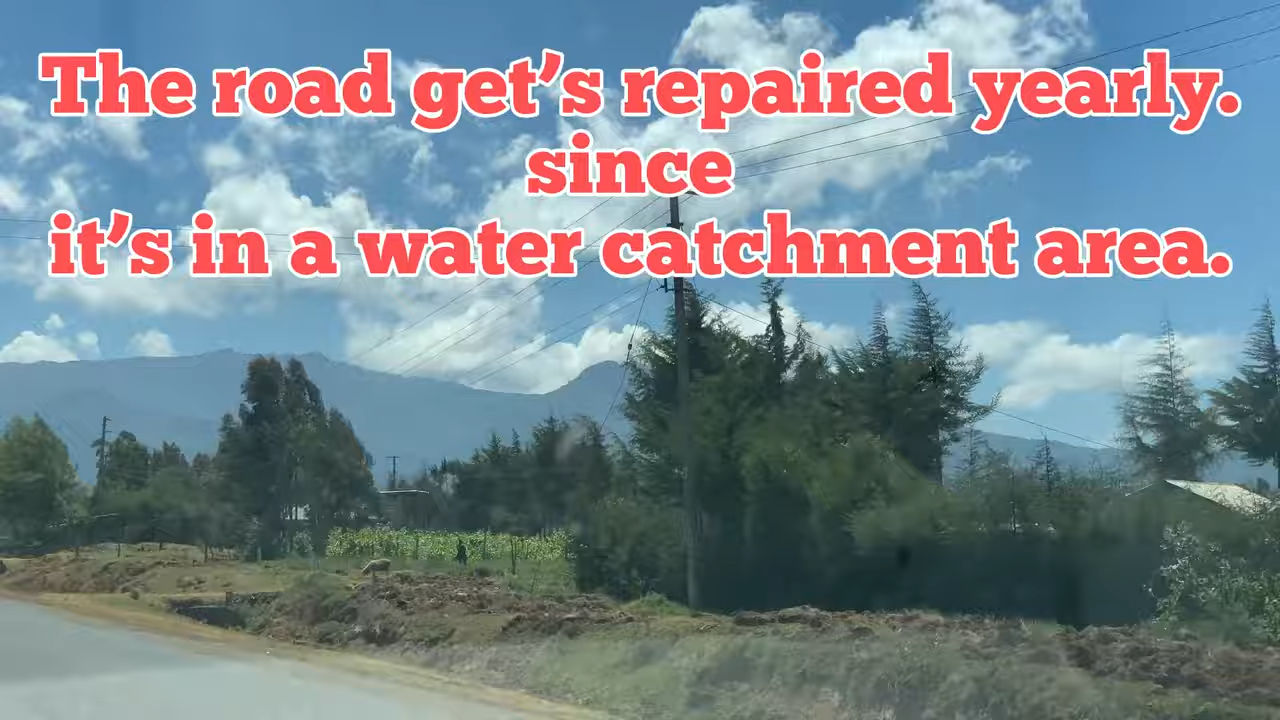 The road get’s repaired yearly.
since
it’s in a water catchment area.